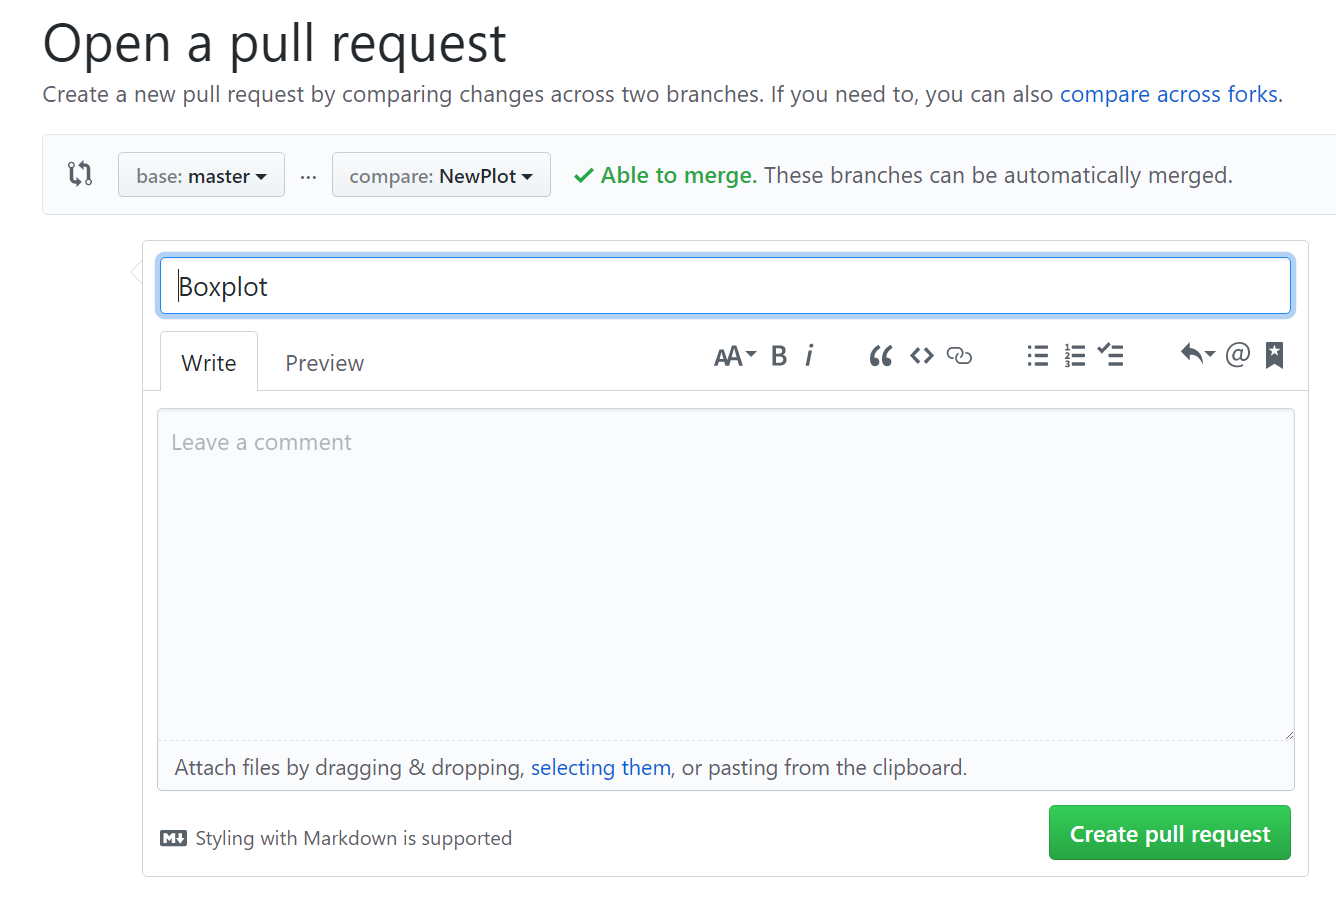 Open a pull request
Create a new pull request by comparing changes across two branches. If you need to, you can also compare across forks.
base: master ... compare: NewPlot Able to merge. These branches can be automatically merged.
Boxplot
Write Preview AA B i
Leave a comment
Attach files by dragging & dropping, selecting them, or pasting from the clipboard.
M Styling with Markdown is supported
Create pull request